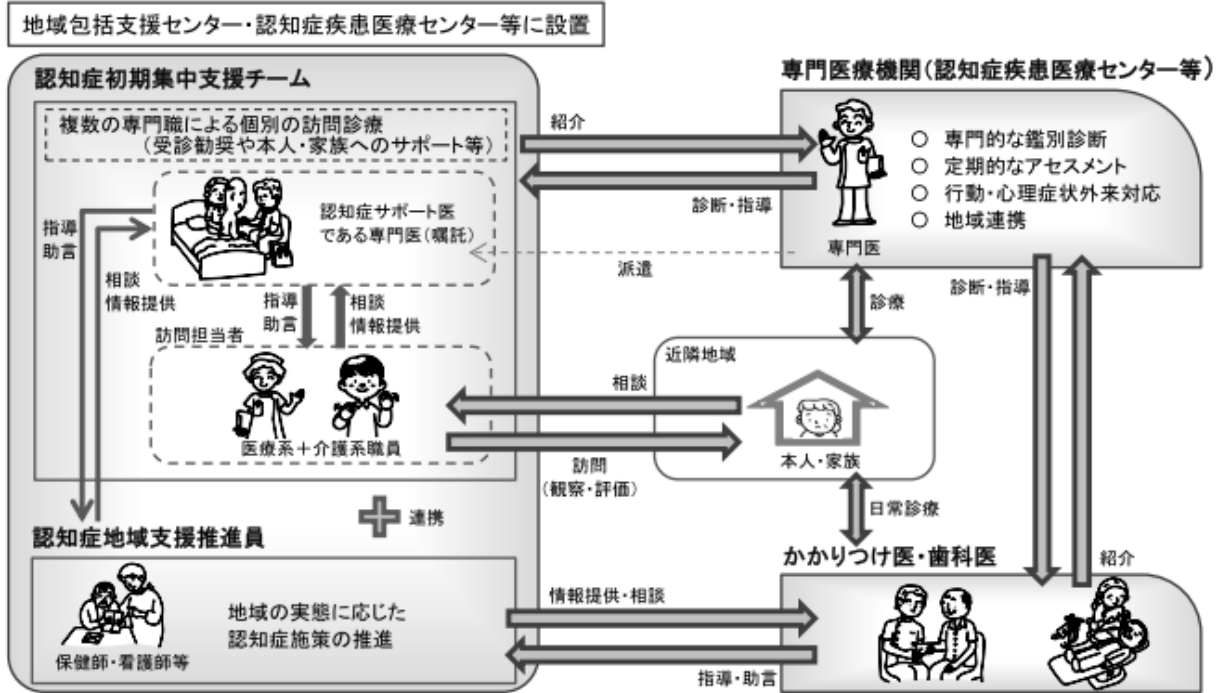 地域包括支援センター・認知症疾患医療センター等に設置
認知症初期集中支援チーム
複数の専門職による個別の訪問診療
（受診勧奨や本人・家族へのサポート等）
認知症サポート医
である専門医（嘱託）
指導
助言
相談
情報提供
指導
助言
相談
情報提供
訪問担当者
医療系＋介護系職員
連携
認知症地域支援推進員
地域の実態に応じた
認知症施策の推進
保健師・看護師等
紹介
診断・指導
派遣
相談
訪問
（観察・評価）
情報提供・相談
指導・助言
専門医療機関（認知症疾患医療センター等）
○ 専門的な鑑別診断
○ 定期的なアセスメント
○ 行動・心理症状外来対応
○ 地域連携
専門医
診療
診断・指導
近隣地域
本人・家族
日常診療
紹介
かかりつけ医・歯科医